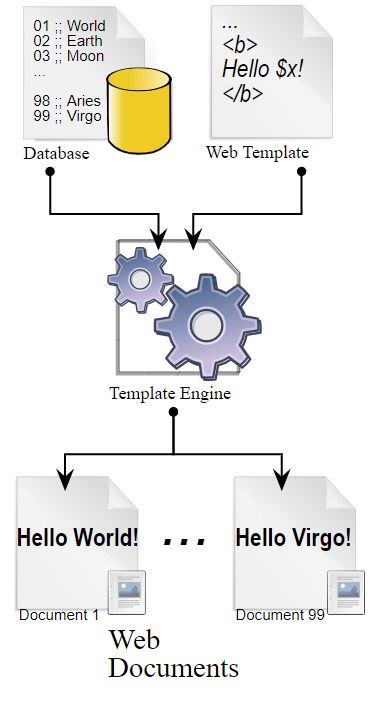 01 ;; World
02 ;; Earth
03 ;; Moon
...
98 ;; Aries
99 ;; Virgo
Database
...
<b>
Hello $x!
</b>
Web Template
Template Engine
Hello World!
...
Hello Virgo!
Document 1
Document 99
Web
Documents